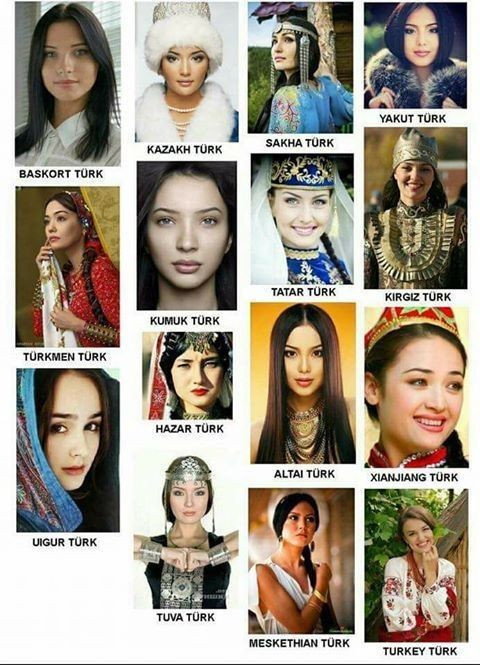 BASKORT TÜRK
KAZAKH TÜRK
SAKHA TÜRK
YAKUT TÜRK
TÜRKMEN TÜRK
KUMUK TÜRK
TATAR TÜRK
KIRGIZ TÜRK
UIGUR TÜRK
HAZAR TÜRK
ALTAI TÜRK
XIANJIANG TÜRK
TUVA TÜRK
MESKETHIAN TÜRK
TURKEY TÜRK